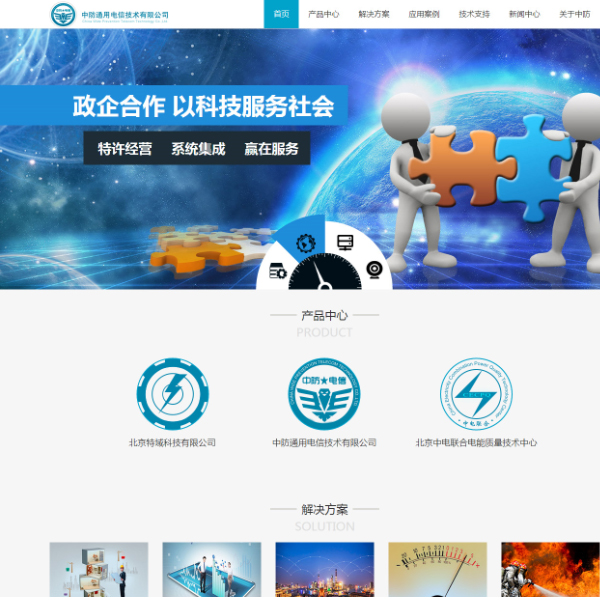 中防通用电信技术有限公司
首页 产品中心 解决方案 应用案例 技术支持 新闻中心 关于中防
政企合作 以科技服务社会
特许经营 系统集成 赢在服务
产品中心
PRODUCT
中防★电信
中电联合
北京特域科技有限公司 中防通用电信技术有限公司 北京中电联合电能质量技术中心
解决方案
SOLUTION